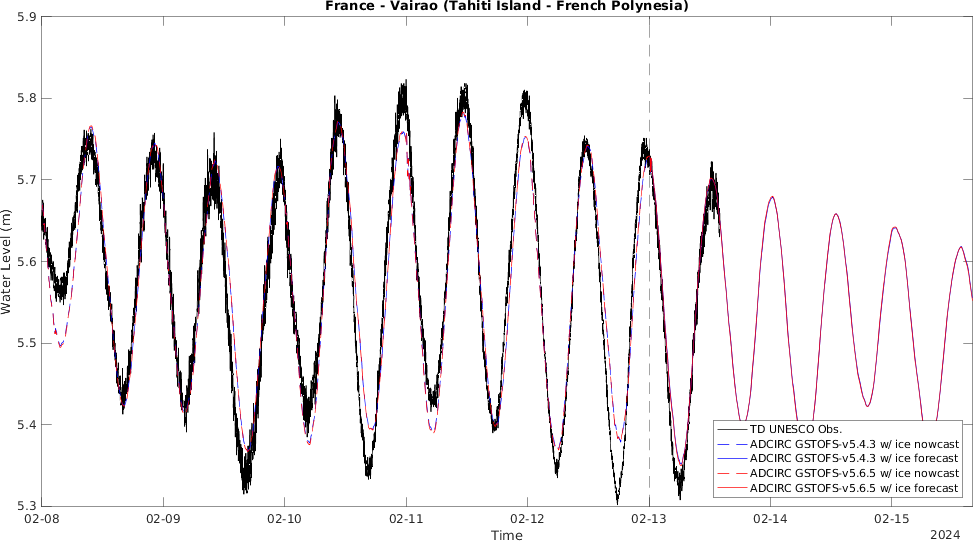 France - Vairao (Tahiti Island - French Polynesia)
5.9
5.8
5.7
5.6
5.5
5.4
5.3
Water Level (m)
TD UNESCO Obs.
ADCIRC GSTOFS-v5.4.3 w/ ice nowcast
ADCIRC GSTOFS-v5.4.3 w/ ice forecast
ADCIRC GSTOFS-v5.6.5 w/ ice nowcast
ADCIRC GSTOFS-v5.6.5 w/ ice forecast
02-08 02-09 02-10 02-11 02-12 02-13 02-14 02-15
Time
2024